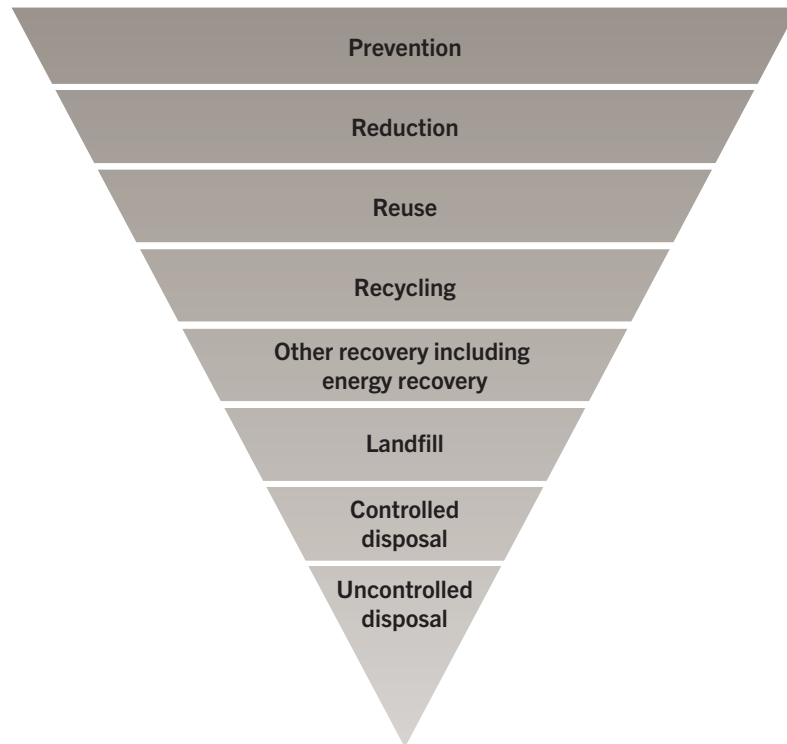 Prevention
Reduction
Reuse
Recycling
Other recovery including
energy recovery
Landfill
Controlled
disposal
Uncontrolled
disposal